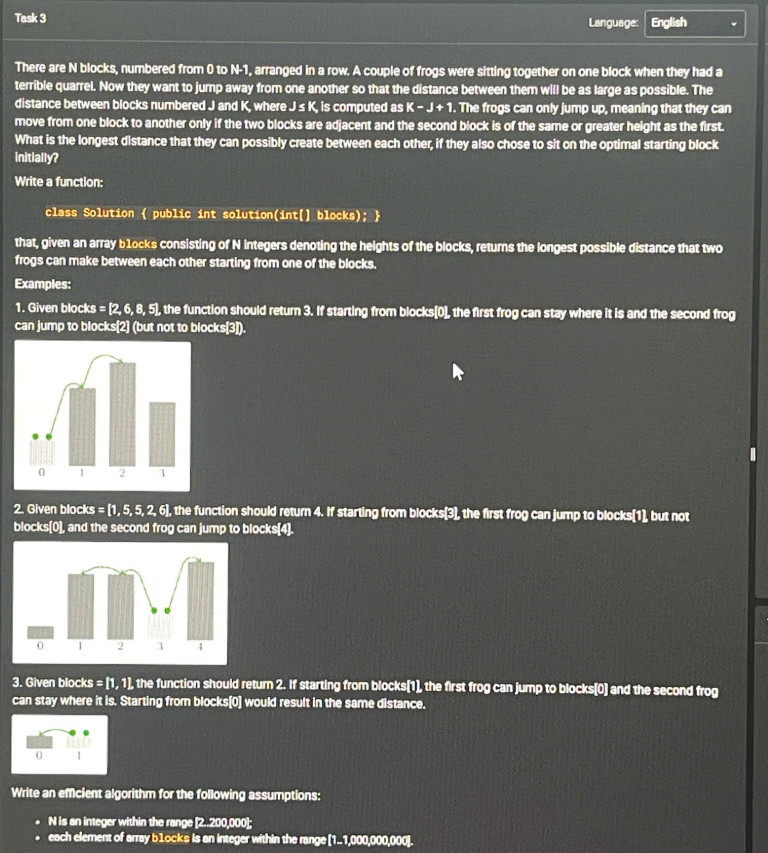 Task 3
Language: English
There are N blocks, numbered from 0 to N-1, arranged in a row. A couple of frogs were sitting together on one block when they had a
terrible quarrel. Now they want to jump away from one another so that the distance between them will be as large as possible. The
distance between blocks numbered J and K, where J ≤ K, is computed as K - J + 1. The frogs can only jump up, meaning that they can
move from one block to another only if the two blocks are adjacent and the second block is of the same or greater height as the first.
What is the longest distance that they can possibly create between each other, if they also chose to sit on the optimal starting block
initially?
Write a function:
class Solution { public int solution(int[] blocks); }
that, given an array blocks consisting of N integers denoting the heights of the blocks, returns the longest possible distance that two
frogs can make between each other starting from one of the blocks.
Examples:
1. Given blocks = [2, 6, 8, 5], the function should return 3. If starting from blocks[0], the first frog can stay where it is and the second frog
can jump to blocks[2] (but not to blocks[3]).
0 1 2 3
2. Given blocks = [1, 5, 5, 2, 6], the function should return 4. If starting from blocks[3], the first frog can jump to blocks[1], but not
blocks[0], and the second frog can jump to blocks[4].
0 1 2 3 4
3. Given blocks = [1, 1], the function should return 2. If starting from blocks[1], the first frog can jump to blocks[0] and the second frog
can stay where it is. Starting from blocks[0] would result in the same distance.
0 1
Write an efficient algorithm for the following assumptions:
• N is an integer within the range [2..200,000];
• each element of array blocks is an integer within the range [1..1,000,000,000].